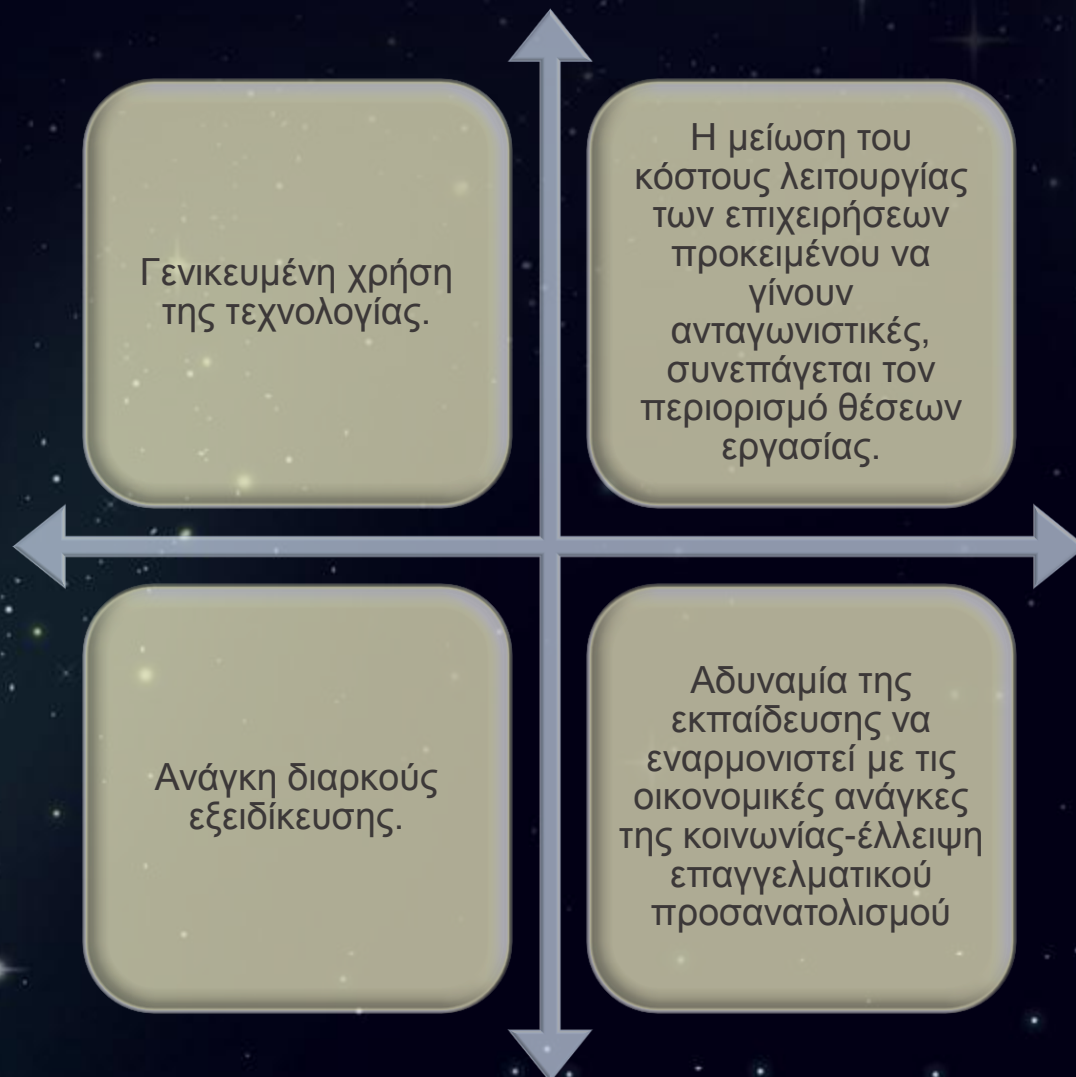 Γενικευμένη χρήση
της τεχνολογίας.
Η μείωση του
κόστους λειτουργίας
των επιχειρήσεων
προκειμένου να
γίνουν
ανταγωνιστικές,
συνεπάγεται τον
περιορισμό θέσεων
εργασίας.
Ανάγκη διαρκούς
εξειδίκευσης.
Αδυναμία της
εκπαίδευσης να
εναρμονιστεί με τις
οικονομικές ανάγκες
της κοινωνίας-έλλειψη
επαγγελματικού
προσανατολισμού